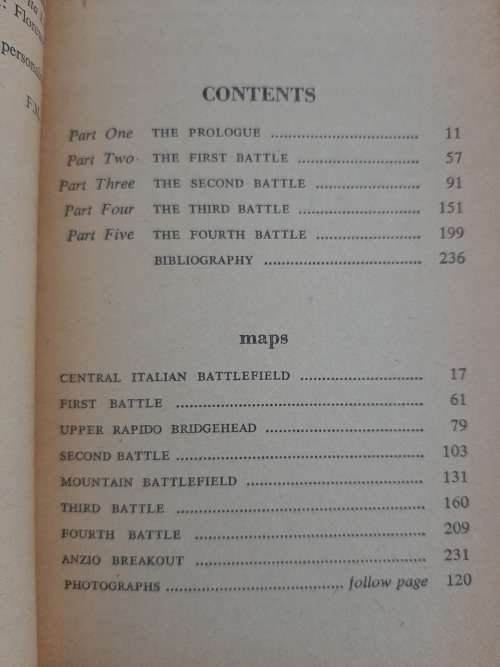 personal
F.M.
CONTENTS
Part One THE PROLOGUE 11
Part Two THE FIRST BATTLE 57
Part Three THE SECOND BATTLE 91
Part Four THE THIRD BATTLE 151
Part Five THE FOURTH BATTLE 199
BIBLIOGRAPHY 236
maps
CENTRAL ITALIAN BATTLEFIELD 17
FIRST BATTLE 61
UPPER RAPIDO BRIDGEHEAD 79
SECOND BATTLE 103
MOUNTAIN BATTLEFIELD 131
THIRD BATTLE 160
FOURTH BATTLE 209
ANZIO BREAKOUT 231
PHOTOGRAPHS follow page 120